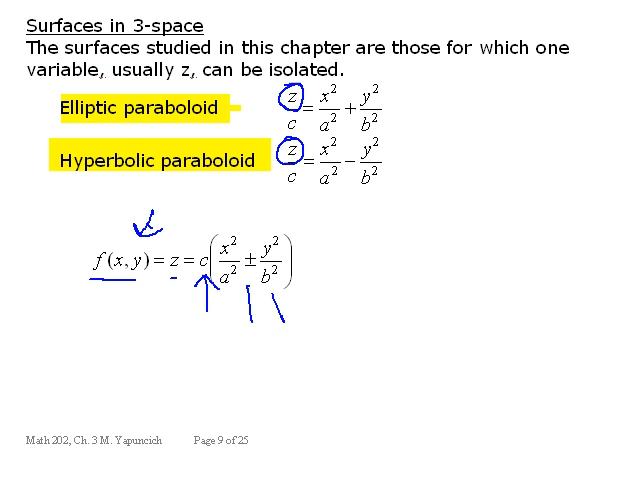 Surfaces in 3-space
The surfaces studied in this chapter are those for which one
variable, usually z, can be isolated.
Elliptic paraboloid z/c = x²/a² + y²/b²
Hyperbolic paraboloid z/c = x²/a² − y²/b²
f(x, y) = z = c(x²/a² ± y²/b²)
Math 202, Ch. 3 M. Yapuncich Page 9 of 25